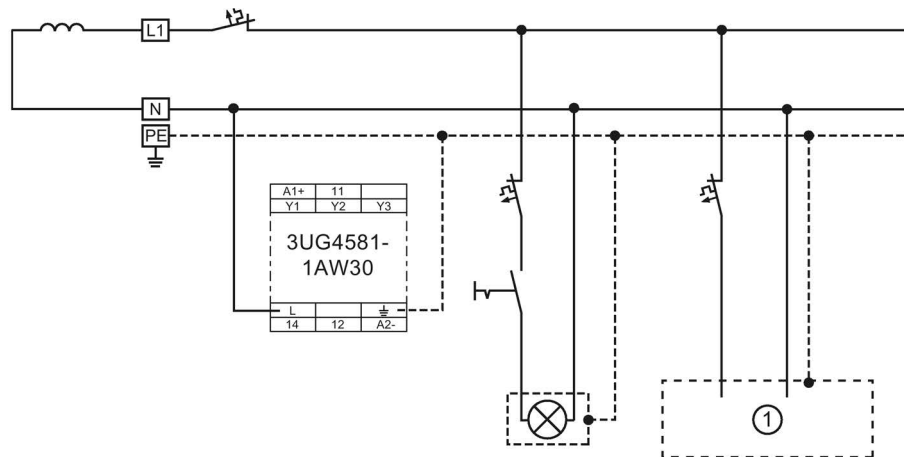 L1
N
PE
A1+ 11
Y1 Y2 Y3
3UG4581-
1AW30
L
14 12 A2-
1